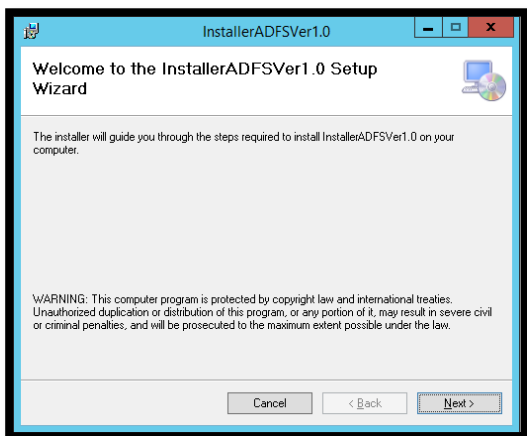 InstallerADFSVer1.0
Welcome to the InstallerADFSVer1.0 Setup
Wizard
The installer will guide you through the steps required to install InstallerADFSVer1.0 on your
computer.
WARNING: This computer program is protected by copyright law and international treaties.
Unauthorized duplication or distribution of this program, or any portion of it, may result in severe civil
or criminal penalties, and will be prosecuted to the maximum extent possible under the law.
Cancel
< Back
Next >